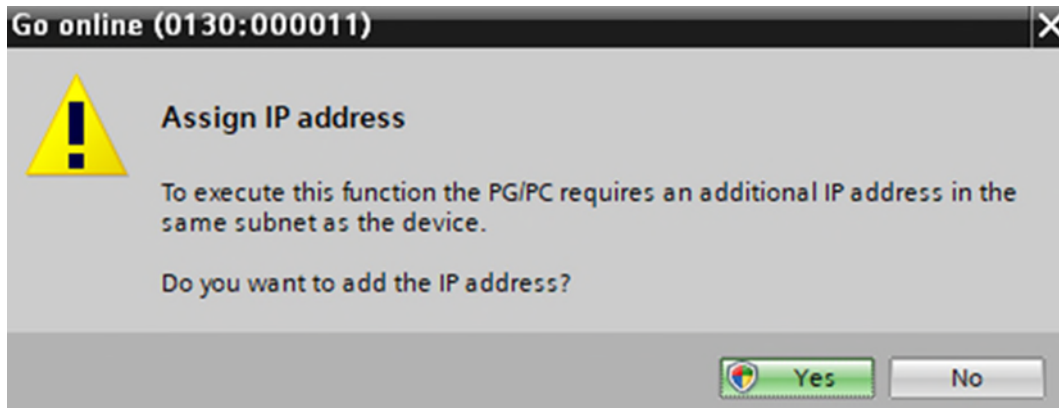 Go online (0130:000011)
Assign IP address
To execute this function the PG/PC requires an additional IP address in the
same subnet as the device.
Do you want to add the IP address?
Yes No